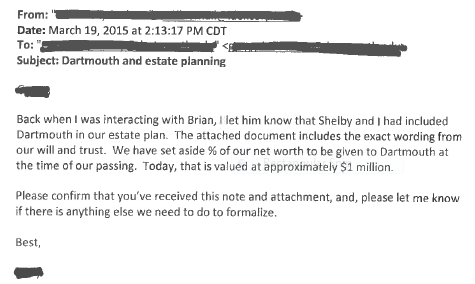 From: "
Date: March 19, 2015 at 2:13:17 PM CDT
To: "
Subject: Dartmouth and estate planning
Back when I was interacting with Brian, I let him know that Shelby and I had included
Dartmouth in our estate plan. The attached document includes the exact wording from
our will and trust. We have set aside % of our net worth to be given to Dartmouth at
the time of our passing. Today, that is valued at approximately $1 million.
Please confirm that you've received this note and attachment, and, please let me know
if there is anything else we need to do to formalize.
Best,